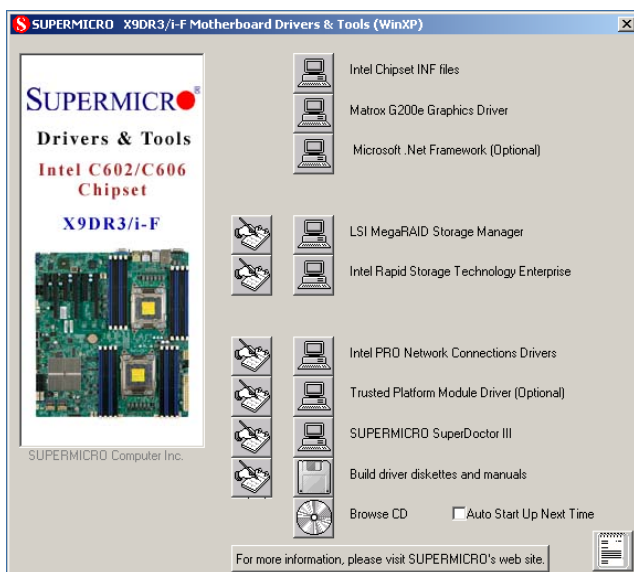 SUPERMICRO X9DR3/i-F Motherboard Drivers & Tools (WinXP)
SUPERMICRO®
Drivers & Tools
Intel C602/C606
Chipset
X9DR3/i-F
SUPERMICRO Computer Inc.
Intel Chipset INF files
Matrox G200e Graphics Driver
Microsoft .Net Framework (Optional)
LSI MegaRAID Storage Manager
Intel Rapid Storage Technology Enterprise
Intel PRO Network Connections Drivers
Trusted Platform Module Driver (Optional)
SUPERMICRO SuperDoctor III
Build driver diskettes and manuals
Browse CD
Auto Start Up Next Time
For more information, please visit SUPERMICRO's web site.